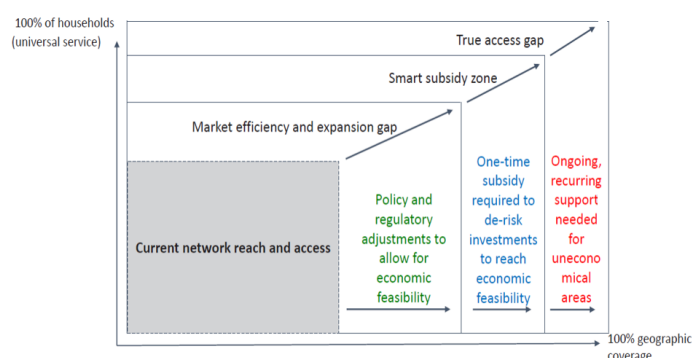 100% of households
(universal service)
True access gap
Smart subsidy zone
Market efficiency and expansion gap
Current network reach and access
Policy and
regulatory
adjustments to
allow for
economic
feasibility
One-time
subsidy
required to
de-risk
investments
to reach
economic
feasibility
Ongoing,
recurring
support
needed
for
unecono
mical
areas
100% geographic
coverage